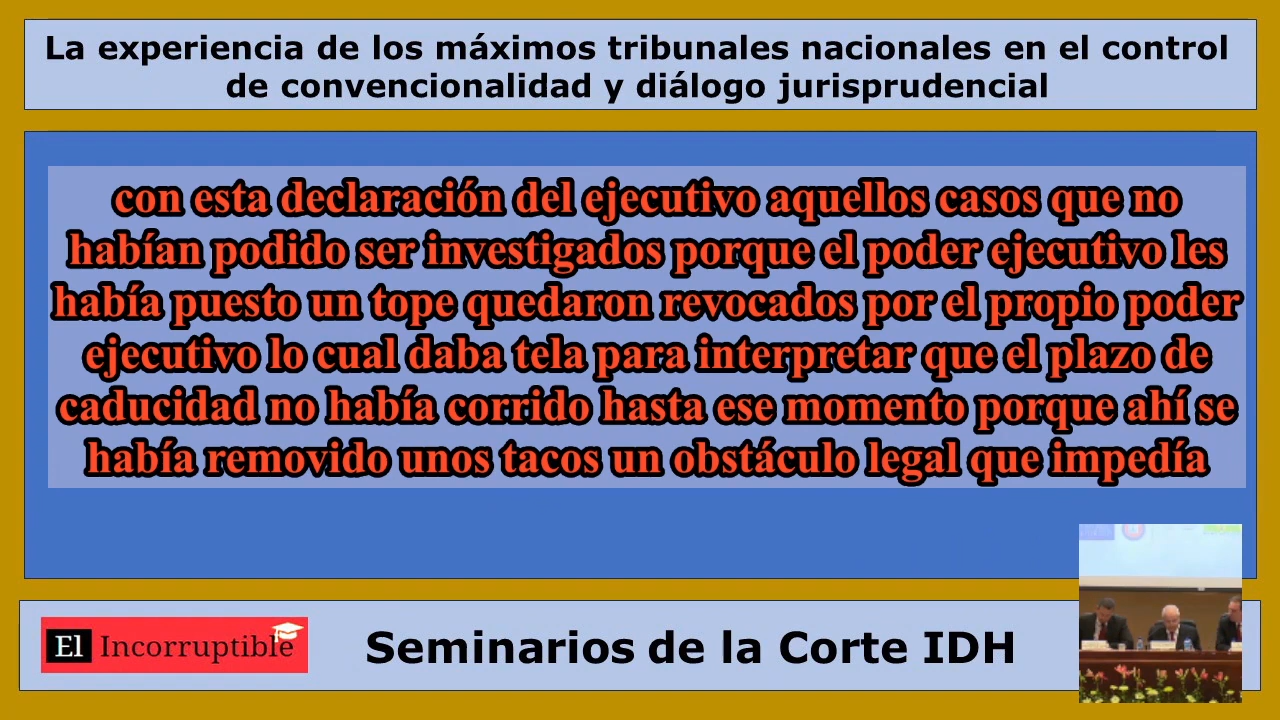 La experiencia de los máximos tribunales nacionales en el control
de convencionalidad y diálogo jurisprudencial
con esta declaración del ejecutivo aquellos casos que no
habían podido ser investigados porque el poder ejecutivo les
había puesto un tope quedaron revocados por el propio poder
ejecutivo lo cual daba tela para interpretar que el plazo de
caducidad no había corrido hasta ese momento porque ahí se
había removido unos tacos un obstáculo legal que impedía
El Incorruptible
Seminarios de la Corte IDH